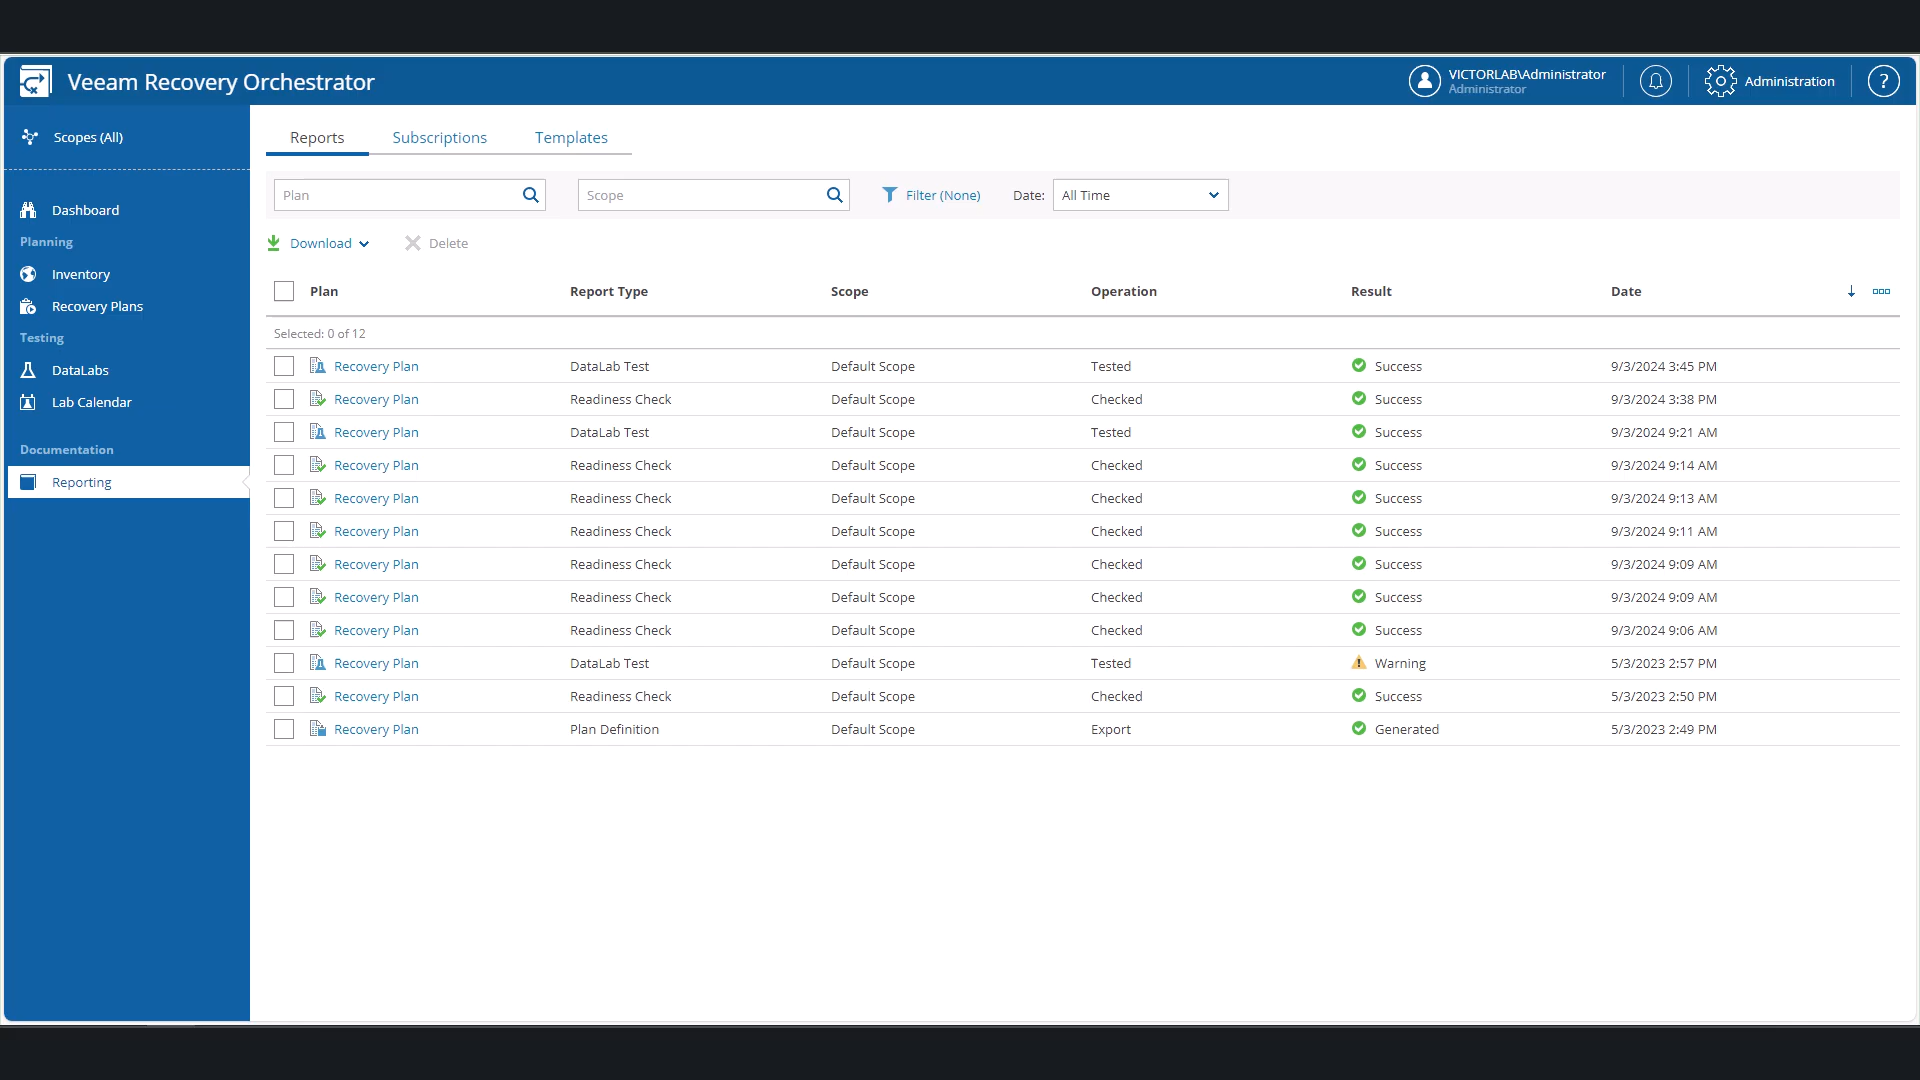 Veeam Recovery Orchestrator
VICTORLAB\Administrator
Administrator
Administration
?
Scopes (All)
Dashboard
Planning
Inventory
Recovery Plans
Testing
DataLabs
Lab Calendar
Documentation
Reporting
Reports Subscriptions Templates
Plan Scope Filter (None) Date: All Time
Download Delete
Plan Report Type Scope Operation Result Date
Selected: 0 of 12
Recovery Plan DataLab Test Default Scope Tested Success 9/3/2024 3:45 PM
Recovery Plan Readiness Check Default Scope Checked Success 9/3/2024 3:38 PM
Recovery Plan DataLab Test Default Scope Tested Success 9/3/2024 9:21 AM
Recovery Plan Readiness Check Default Scope Checked Success 9/3/2024 9:14 AM
Recovery Plan Readiness Check Default Scope Checked Success 9/3/2024 9:13 AM
Recovery Plan Readiness Check Default Scope Checked Success 9/3/2024 9:11 AM
Recovery Plan Readiness Check Default Scope Checked Success 9/3/2024 9:09 AM
Recovery Plan Readiness Check Default Scope Checked Success 9/3/2024 9:09 AM
Recovery Plan Readiness Check Default Scope Checked Success 9/3/2024 9:06 AM
Recovery Plan DataLab Test Default Scope Tested Warning 5/3/2023 2:57 PM
Recovery Plan Readiness Check Default Scope Checked Success 5/3/2023 2:50 PM
Recovery Plan Plan Definition Default Scope Export Generated 5/3/2023 2:49 PM